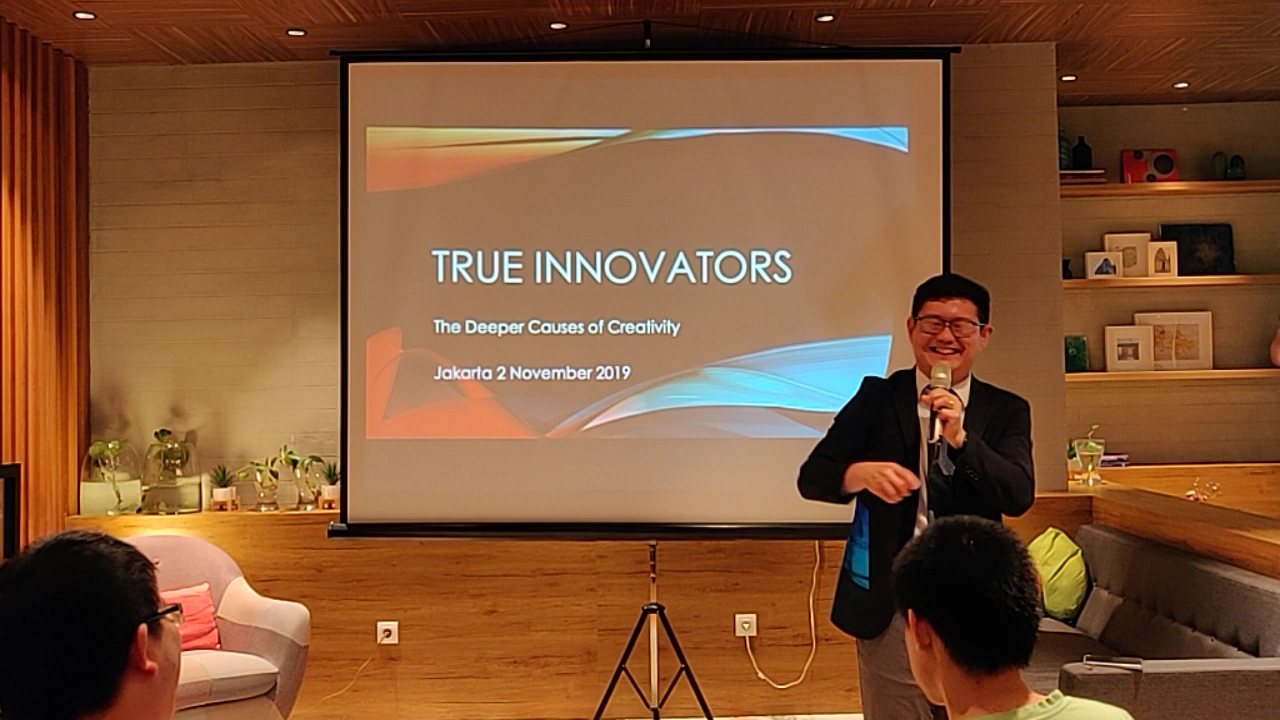 TRUE INNOVATORS
The Deeper Causes of Creativity
Jakarta 2 November 2019